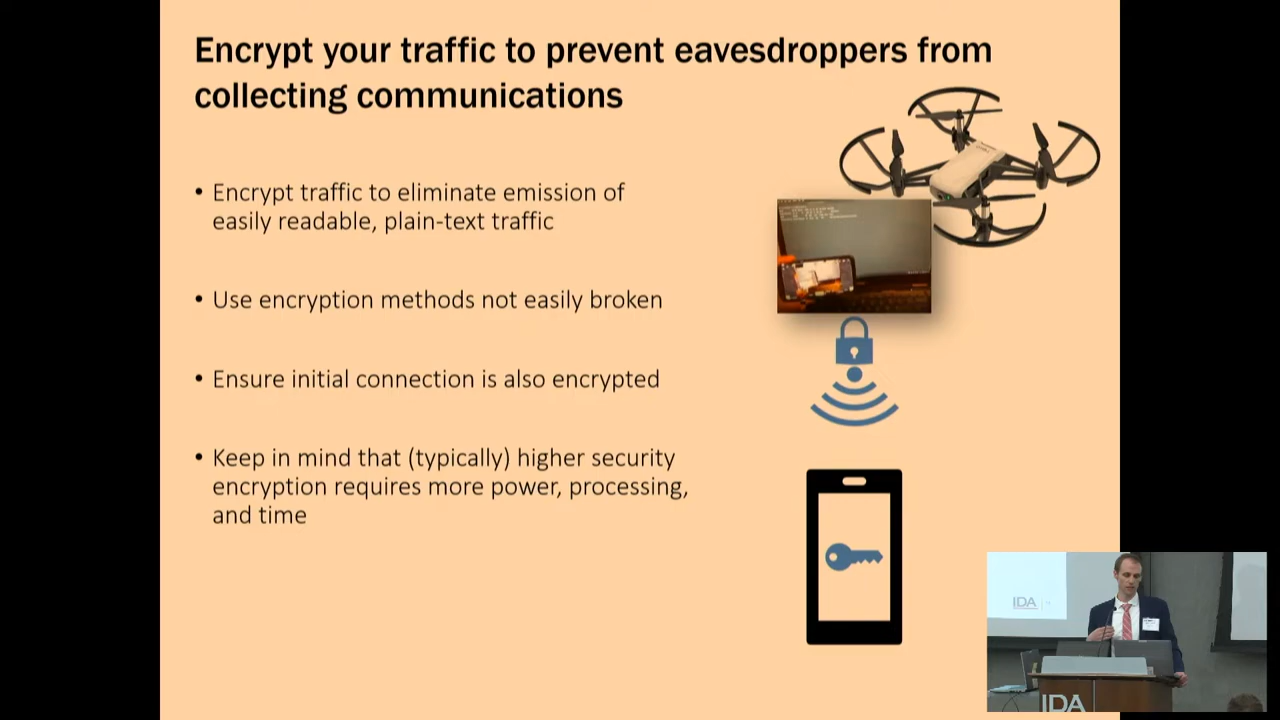 Encrypt your traffic to prevent eavesdroppers from
collecting communications
• Encrypt traffic to eliminate emission of
easily readable, plain-text traffic
• Use encryption methods not easily broken
• Ensure initial connection is also encrypted
• Keep in mind that (typically) higher security
encryption requires more power, processing,
and time
IDA
IDA